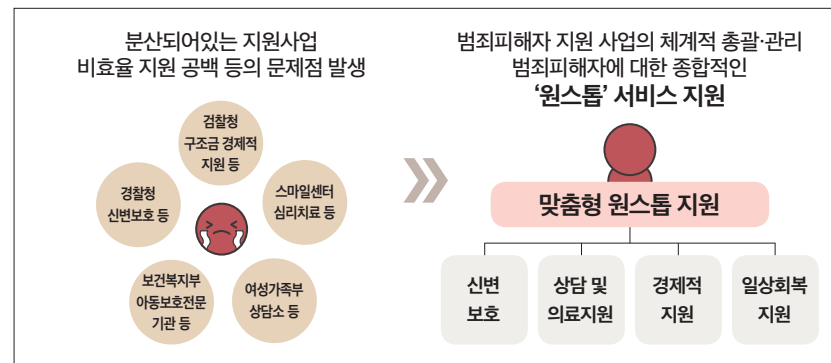 분산되어있는 지원사업
비효율 지원 공백 등의 문제점 발생
검찰청
구조금 경제적
지원 등
경찰청
신변보호 등
스마일센터
심리치료 등
보건복지부
아동보호전문
기관 등
여성가족부
상담소 등
범죄피해자 지원 사업의 체계적 총괄·관리
범죄피해자에 대한 종합적인
‘원스톱’ 서비스 지원
맞춤형 원스톱 지원
신변
보호
상담 및
의료지원
경제적
지원
일상회복
지원